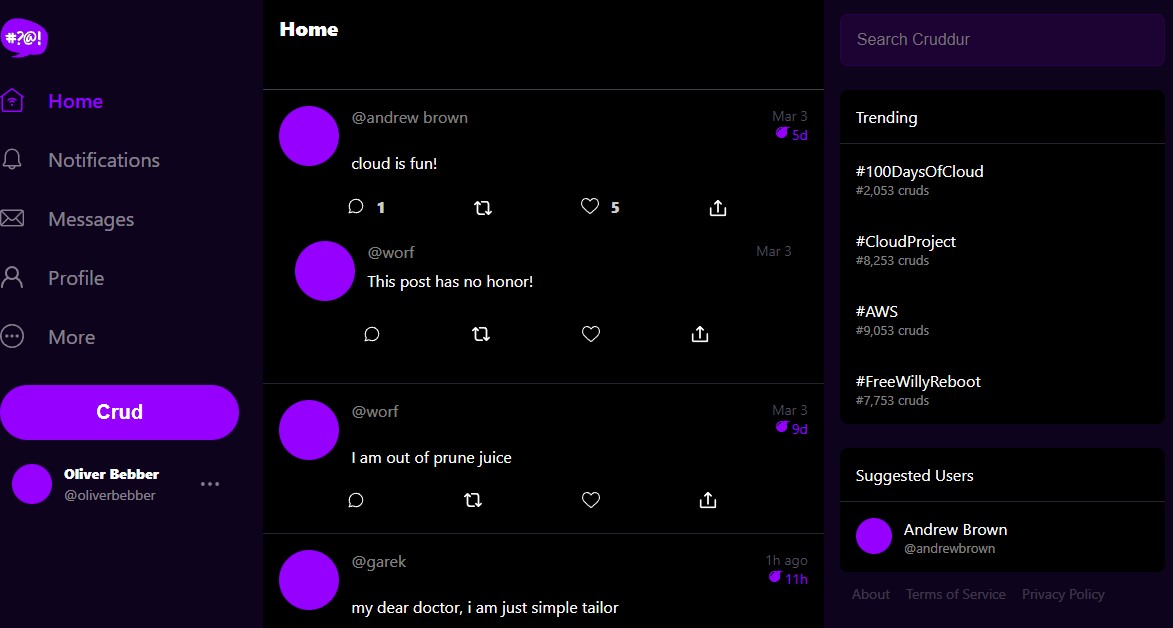 #?@!
Home
Notifications
Messages
Profile
More
Crud
Oliver Bebber
@oliverbebber
Home
@andrew brown
Mar 3
5d
cloud is fun!
1
5
@worf
Mar 3
This post has no honor!
@worf
Mar 3
9d
I am out of prune juice
@garek
1h ago
11h
my dear doctor, i am just simple tailor
Search Cruddur
Trending
#100DaysOfCloud
#2,053 cruds
#CloudProject
#8,253 cruds
#AWS
#9,053 cruds
#FreeWillyReboot
#7,753 cruds
Suggested Users
Andrew Brown
@andrewbrown
About Terms of Service Privacy Policy